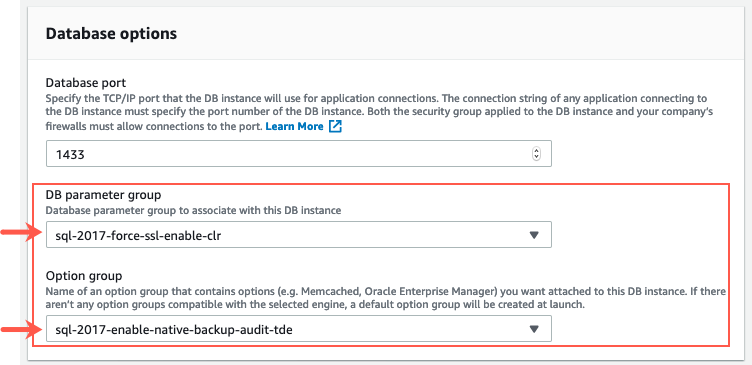 Database options
Database port
Specify the TCP/IP port that the DB instance will use for application connections. The connection string of any application connecting to
the DB instance must specify the port number of the DB instance. Both the security group applied to the DB instance and your company's
firewalls must allow connections to the port. Learn More
1433
DB parameter group
Database parameter group to associate with this DB instance
sql-2017-force-ssl-enable-clr
Option group
Name of an option group that contains options (e.g. Memcached, Oracle Enterprise Manager) you want attached to this DB instance. If there
aren't any option groups compatible with the selected engine, a default option group will be created at launch.
sql-2017-enable-native-backup-audit-tde